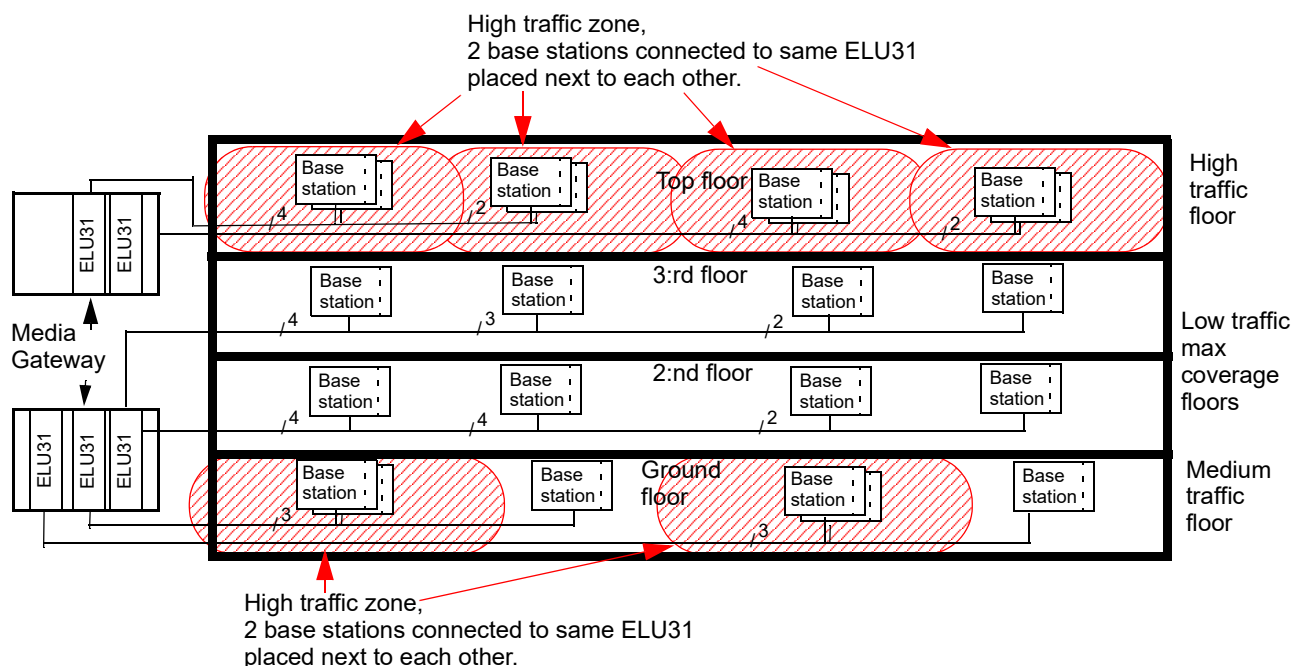 High traffic zone,
2 base stations connected to same ELU31
placed next to each other.
Base
station
Base
station
Top floor
Base
station
Base
station
High
traffic
floor
4
2
4
2
ELU31
ELU31
Media
Gateway
3:rd floor
Base
station
Base
station
Base
station
Base
station
4
3
2
Low traffic
max
coverage
floors
2:nd floor
Base
station
Base
station
Base
station
Base
station
4
4
2
ELU31
ELU31
ELU31
Ground
floor
Base
station
Base
station
Base
station
Base
station
3
3
Medium
traffic
floor
High traffic zone,
2 base stations connected to same ELU31
placed next to each other.